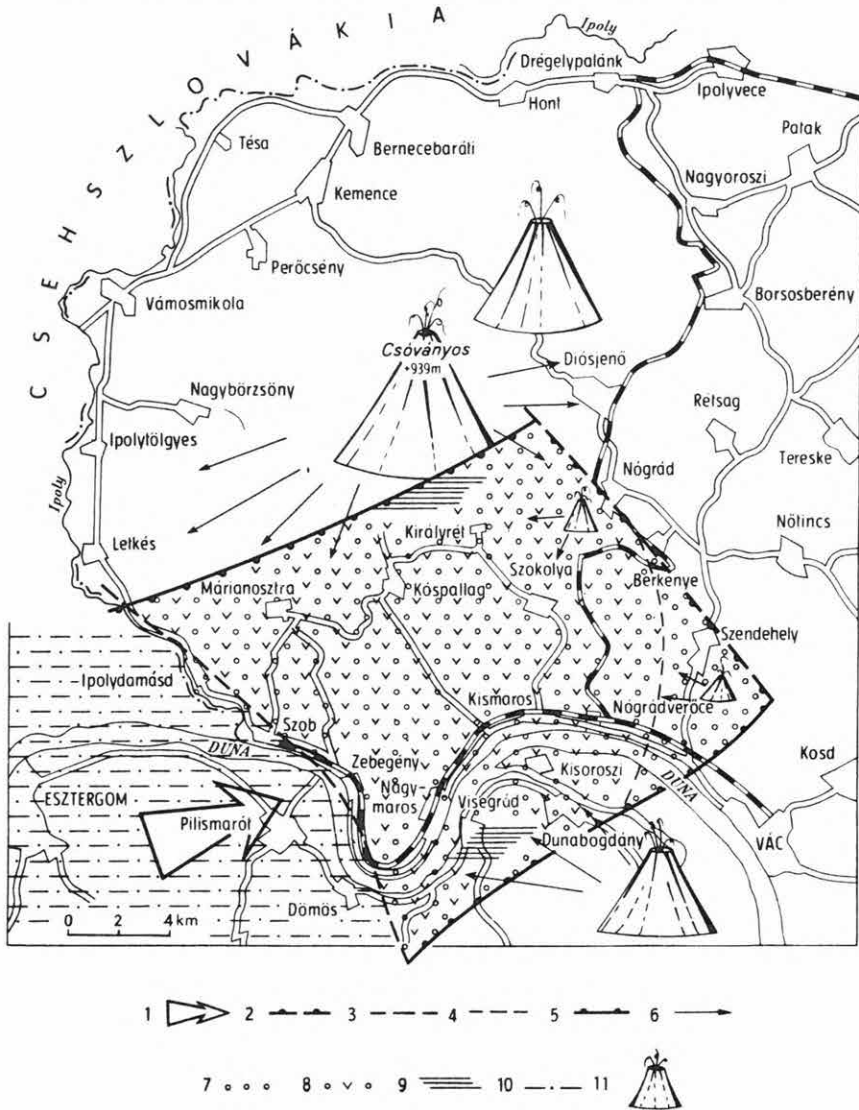 CSEHSZLOVÁKIA
Ipoly
Drégelypalánk
Ipolyvece
Hont
Patak
Tésa
Bernecebaráti
Nagyoroszi
Kemence
Perőcsény
Vámosmikola
Borsosberény
Csóványos
+939m
Diósjenő
Nagybörzsöny
Rétság
Ipolytölgyes
Tereske
Nógrád
Ipoly
Nőtincs
Királyrét
Letkés
Szokolya
Berkenye
Márianosztra
Kóspallag
Szendehely
Ipolydamásd
Kismaros
Nógrádverőce
Szob
DUNA
Zebegény
Kosd
Kisoroszi
DUNA
ESZTERGOM
Nagy-
maros
Visegrád
Pilismarót
Dunabogdány
VÁC
Dömös
0 2 4 km
1 2 3 4 5 6
7 8 9 10 11